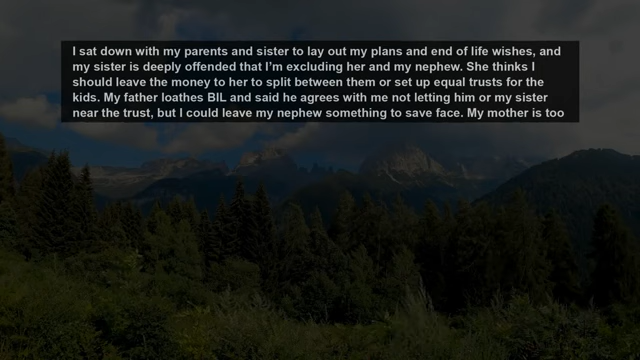 I sat down with my parents and sister to lay out my plans and end of life wishes, and
my sister is deeply offended that I'm excluding her and my nephew. She thinks I
should leave the money to her to split between them or set up equal trusts for the
kids. My father loathes BIL and said he agrees with me not letting him or my sister
near the trust, but I could leave my nephew something to save face. My mother is too